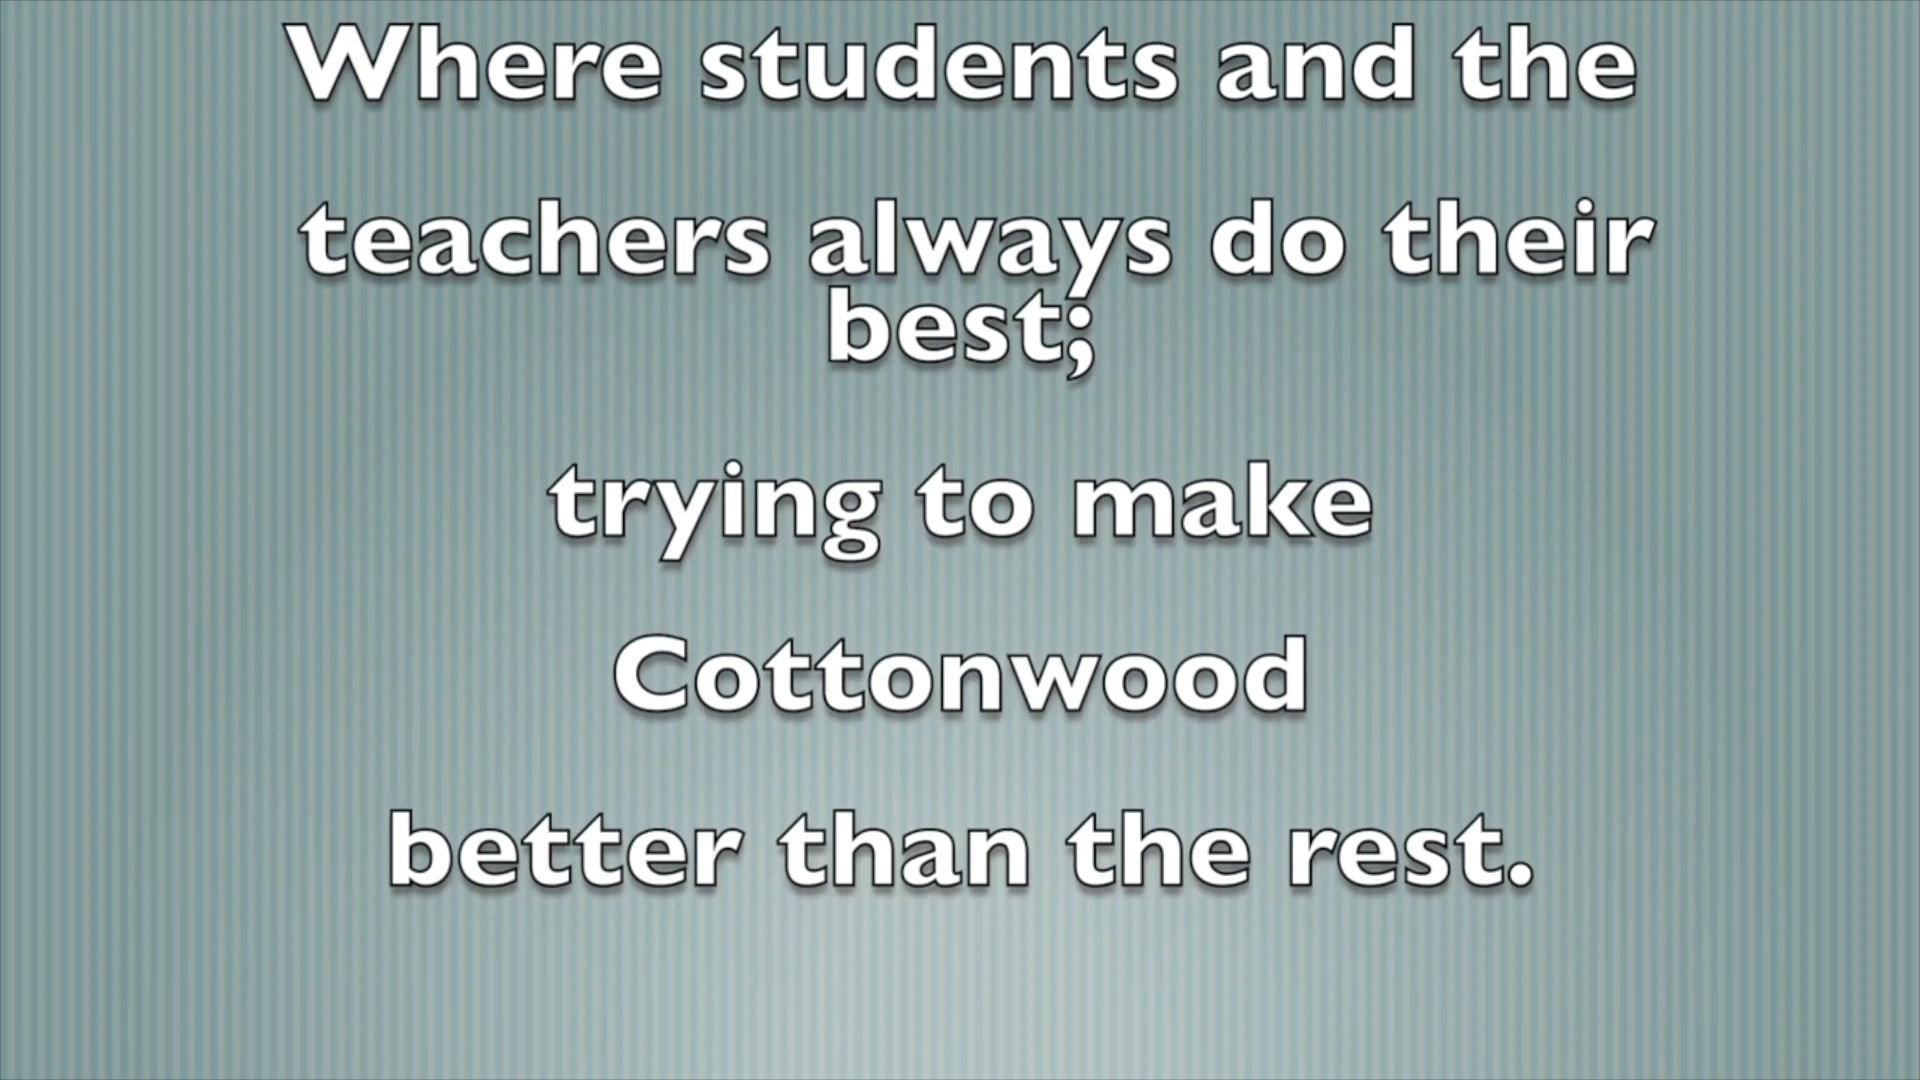 Where students and the
teachers always do their
best;
trying to make
Cottonwood
better than the rest.